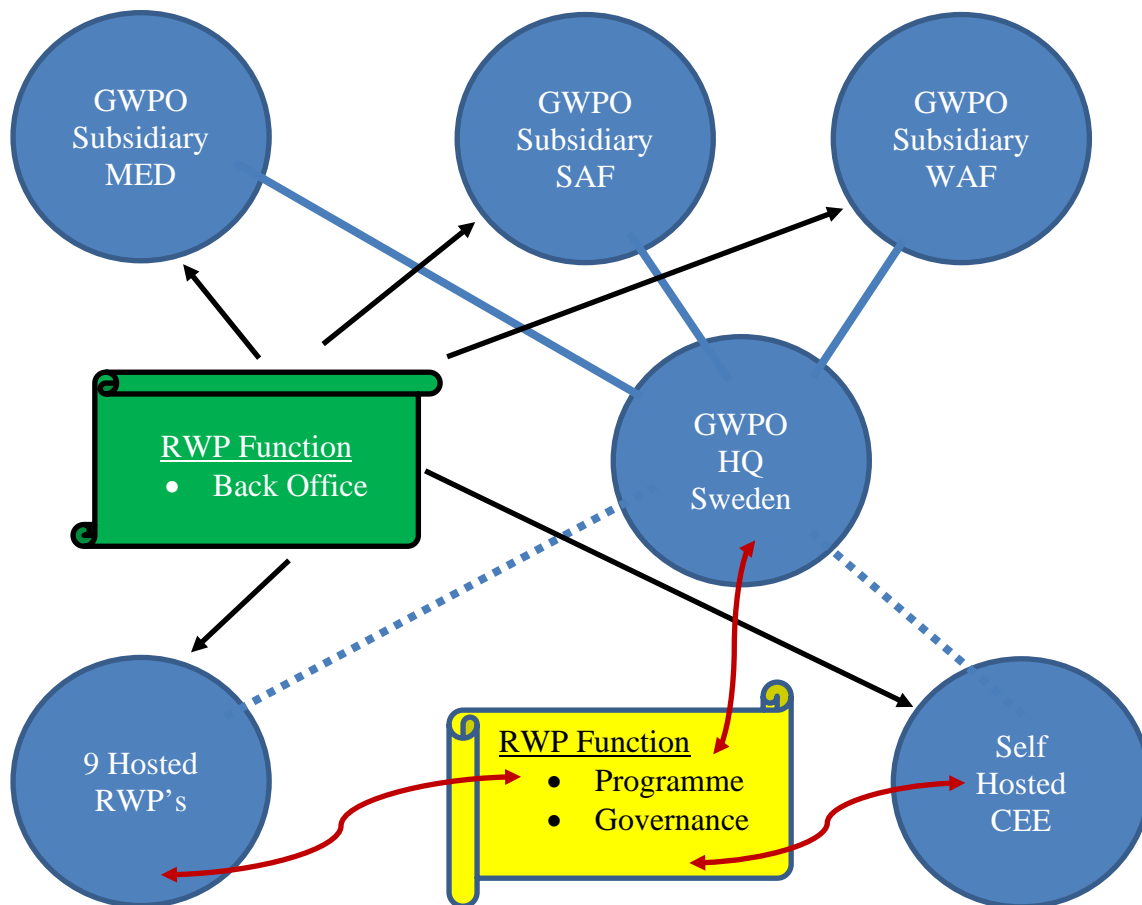 GWPO
Subsidiary
MED
GWPO
Subsidiary
SAF
GWPO
Subsidiary
WAF
RWP Function
• Back Office
GWPO
HQ
Sweden
9 Hosted
RWP’s
RWP Function
• Programme
• Governance
Self
Hosted
CEE